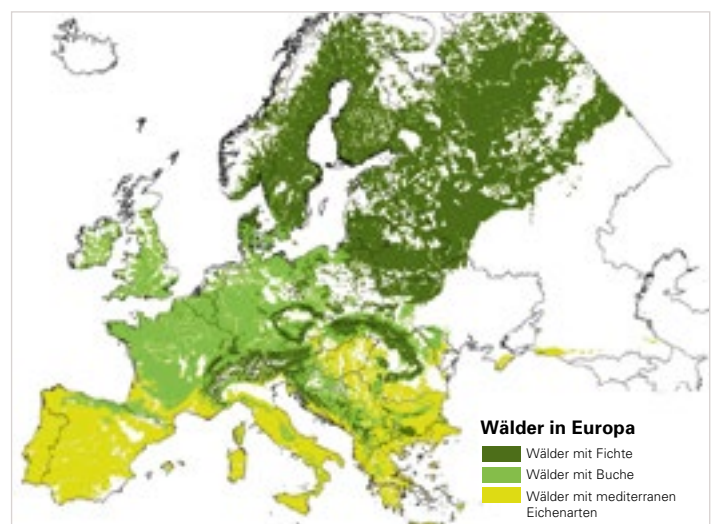 Wälder in Europa
Wälder mit Fichte
Wälder mit Buche
Wälder mit mediterranen
Eichenarten